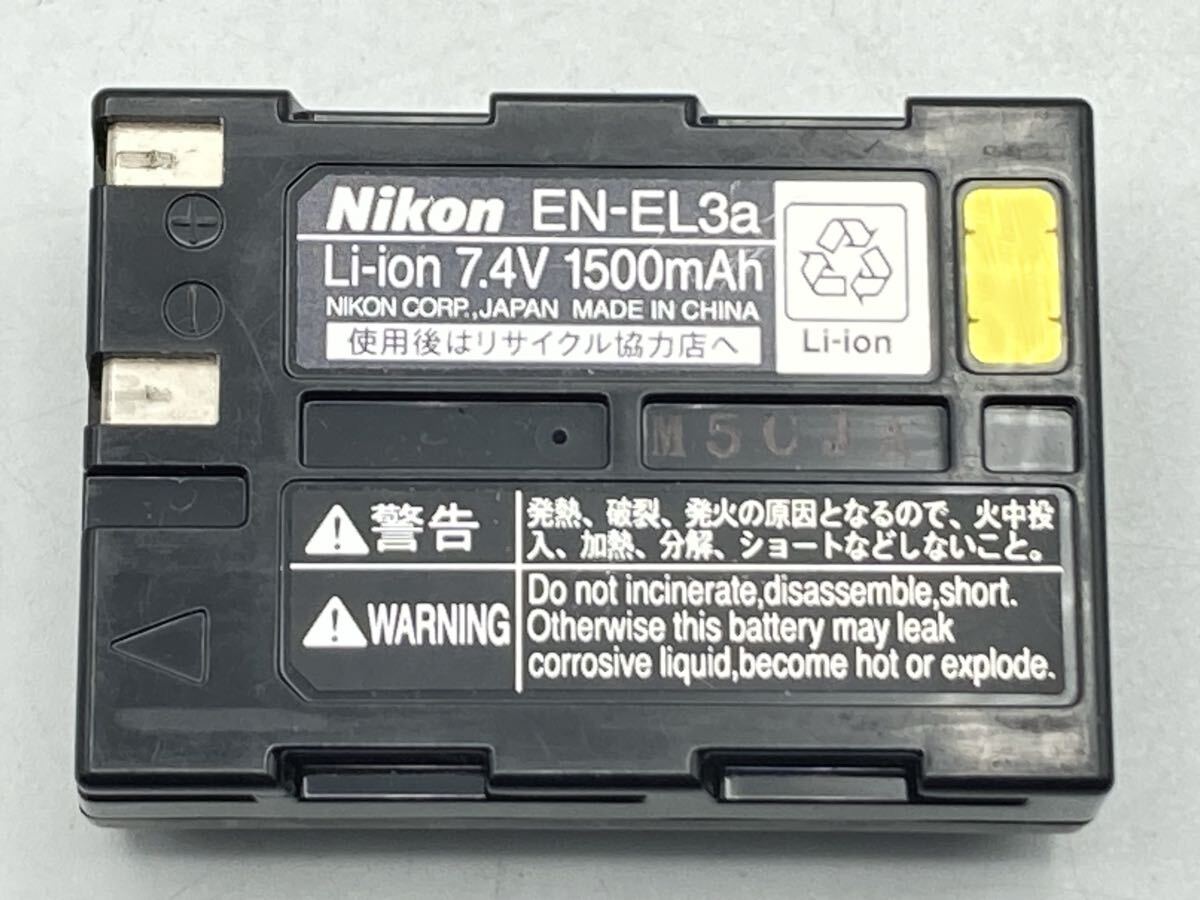 Nikon EN-EL3a
Li-ion 7.4V 1500mAh
NIKON CORP.,JAPAN MADE IN CHINA
使用後はリサイクル協力店へ
Li-ion
M5CJA
警告
発熱、破裂、発火の原因となるので、火中投
入、加熱、分解、ショートなどしないこと。
WARNING
Do not incinerate,disassemble,short.
Otherwise this battery may leak
corrosive liquid,become hot or explode.